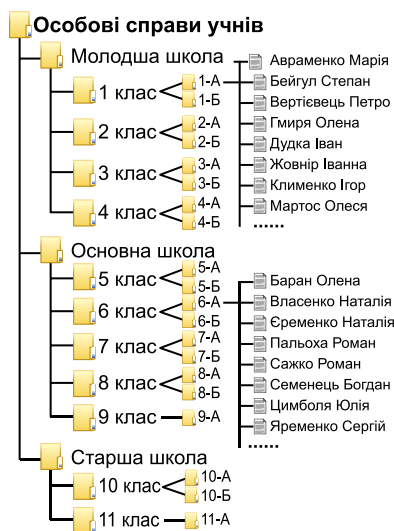 Особові справи учнів
Молодша школа
1 клас
1-А
1-Б
2 клас
2-А
2-Б
3 клас
3-А
3-Б
4 клас
4-А
4-Б
Авраменко Марія
Бейгул Степан
Вертієвець Петро
Гмиря Олена
Дудка Іван
Жовнір Іванна
Клименко Ігор
Мартос Олеся
......
Основна школа
5 клас
5-А
5-Б
6 клас
6-А
6-Б
7 клас
7-А
7-Б
8 клас
8-А
8-Б
9 клас
9-А
Баран Олена
Власенко Наталія
Єременко Наталія
Пальоха Роман
Сажко Роман
Семенець Богдан
Цимболя Юлія
Яременко Сергій
......
Старша школа
10 клас
10-А
10-Б
11 клас
11-А